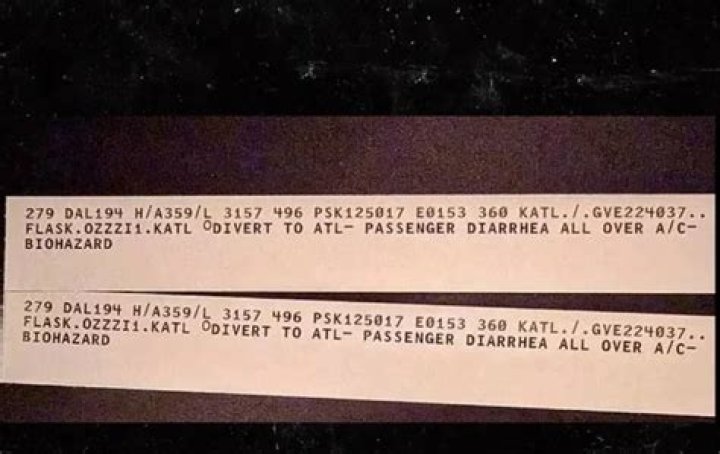 279 DAL194 H/A359/L 3157 496 PSK125017 E0153 360 KATL./.GVE224037..
FLASK.OZZZI1.KATL ODIVERT TO ATL- PASSENGER DIARRHEA ALL OVER A/C-
BIOHAZARD
279 DAL194 H/A359/L 3157 496 PSK125017 E0153 360 KATL./.GVE224037..
FLASK.OZZZI1.KATL ODIVERT TO ATL- PASSENGER DIARRHEA ALL OVER A/C-
BIOHAZARD